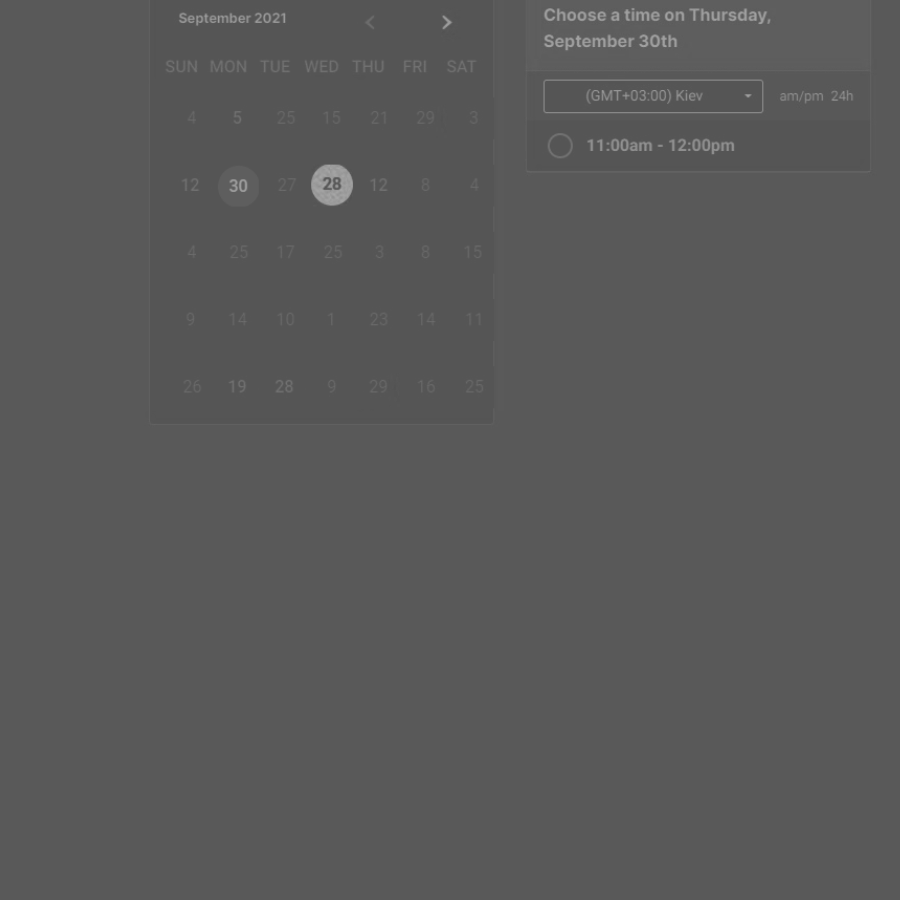 September 2021
SUN MON TUE WED THU FRI SAT
4 5 25 15 21 29 3
12 30 27 28 12 8 4
4 25 17 25 3 8 15
9 14 10 1 23 14 11
26 19 28 9 29 16 25
Choose a time on Thursday,
September 30th
(GMT+03:00) Kiev am/pm 24h
11:00am - 12:00pm